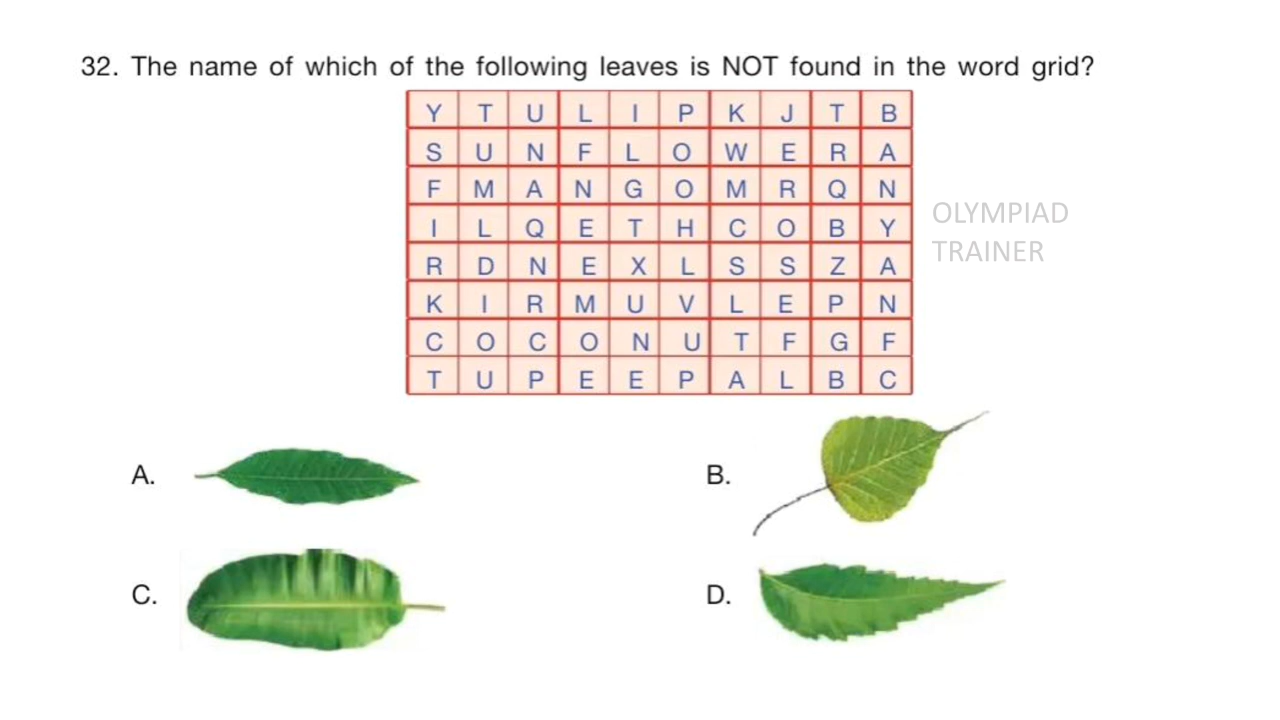 32. The name of which of the following leaves is NOT found in the word grid?
Y T U L I P K J T B
S U N F L O W E R A
F M A N G O M R Q N
I L Q E T H C O B Y
R D N E X L S S Z A
K I R M U V L E P N
C O C O N U T F G F
T U P E E P A L B C
OLYMPIAD
TRAINER
A.
B.
C.
D.